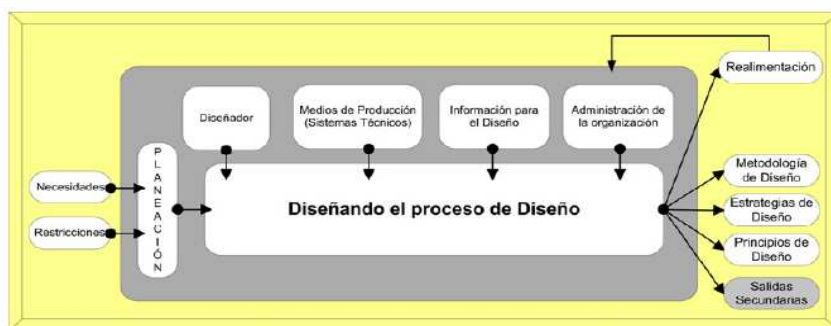 Realimentación
Diseñador
Medios de Producción
(Sistemas Técnicos)
Información para
el Diseño
Administración de
la organización
P
L
A
N
E
A
C
I
Ó
N
Necesidades
Restricciones
Diseñando el proceso de Diseño
Metodología
de Diseño
Estrategias de
Diseño
Principios de
Diseño
Salidas
Secundarias